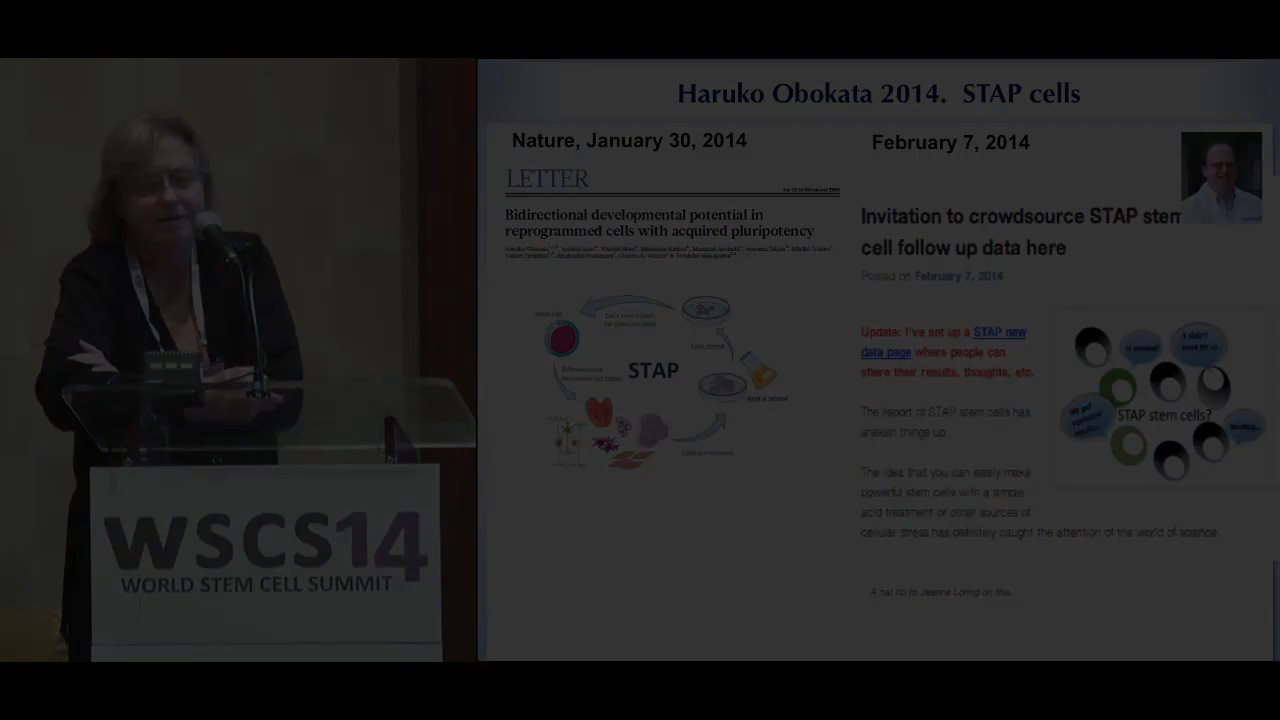 Haruko Obokata 2014. STAP cells
Nature, January 30, 2014
LETTER
Bidirectional developmental potential in
reprogrammed cells with acquired pluripotency
STAP
February 7, 2014
Invitation to crowdsource STAP stem
cell follow up data here
Posted on February 7, 2014
Update: I've set up a STAP new
data page where people can
share their results, thoughts, etc.
The report of STAP stem cells has
shaken things up.
The idea that you can easily make
powerful stem cells with a simple
acid treatment or other sources of
cellular stress has definitely caught the attention of the world of science.
STAP stem cells?
A hat tip to Jeanne Loring on this.
WSCS14
WORLD STEM CELL SUMMIT